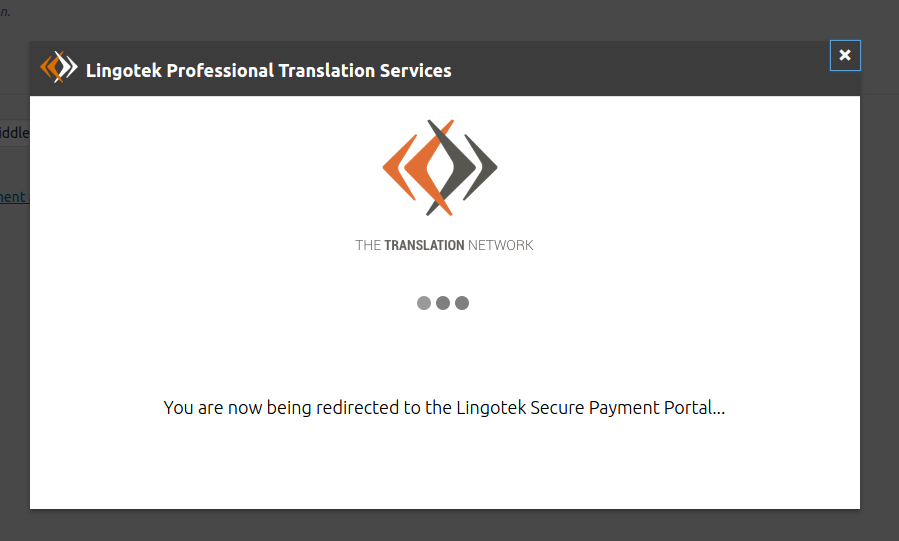 n.
Lingotek Professional Translation Services
iddle
THE TRANSLATION NETWORK
ment
You are now being redirected to the Lingotek Secure Payment Portal...